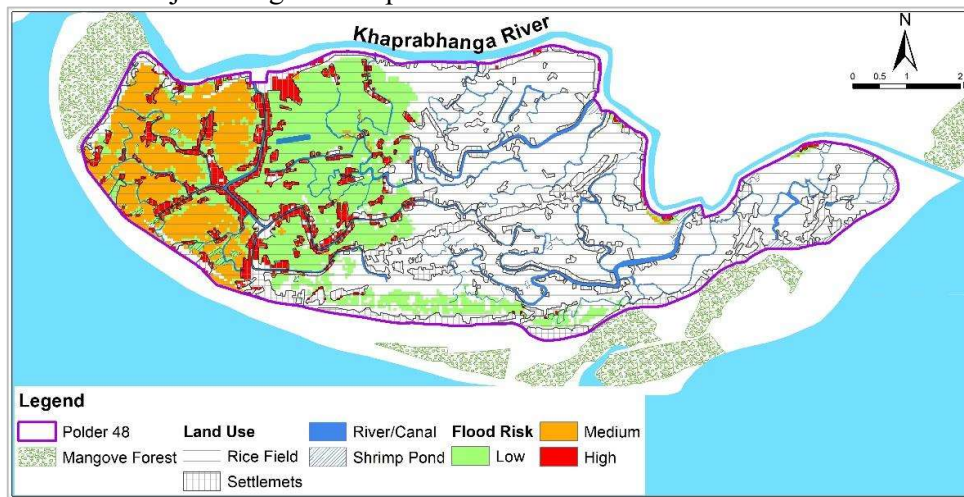 Khaprabhanga River
N
0 0.5 1 2
Legend
Polder 48
Land Use
River/Canal
Flood Risk
Medium
Mangove Forest
Rice Field
Shrimp Pond
Low
High
Settlemets